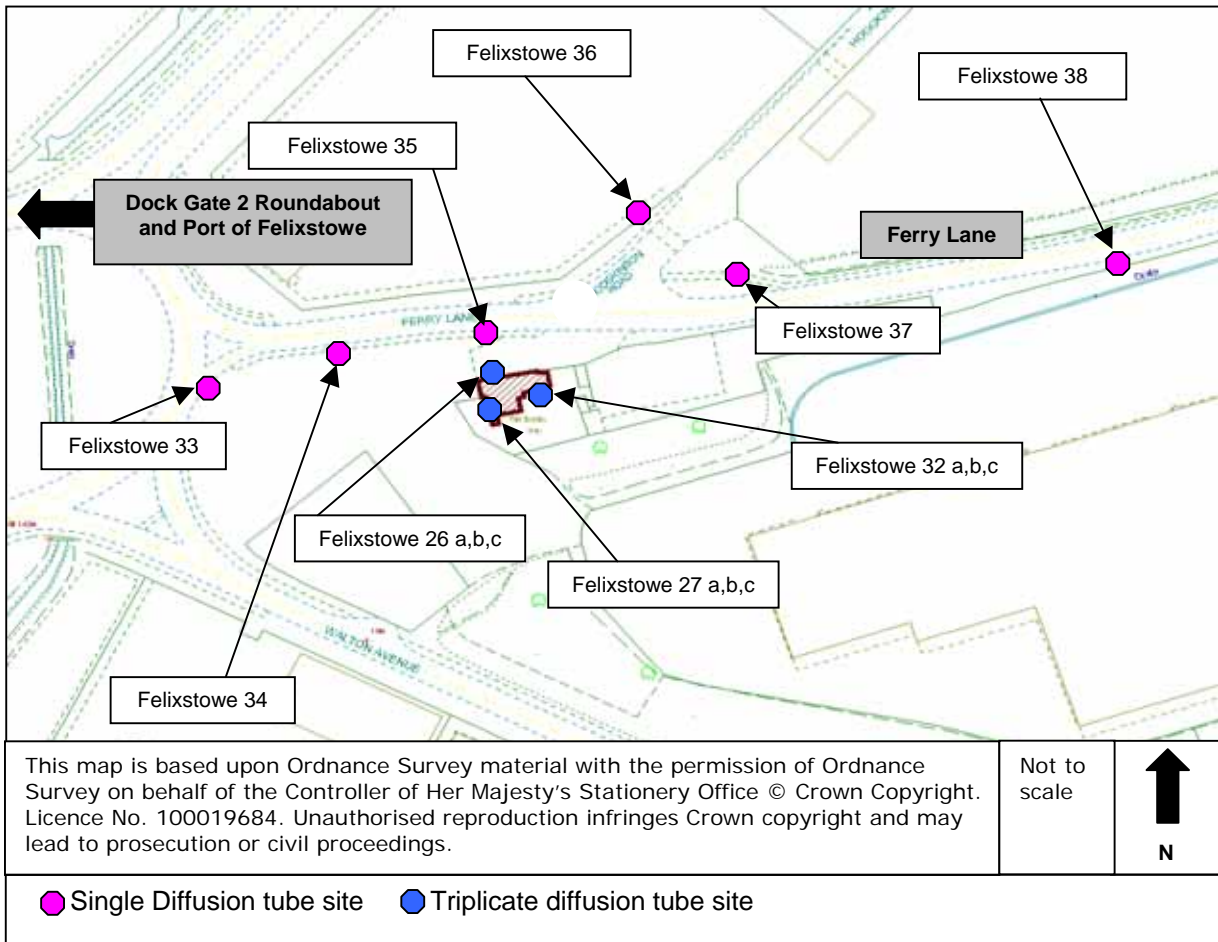 Felixstowe 36
Felixstowe 38
Felixstowe 35
Dock Gate 2 Roundabout
and Port of Felixstowe
Ferry Lane
FERRY LANE
Felixstowe 37
Felixstowe 33
Felixstowe 32 a,b,c
Felixstowe 26 a,b,c
Felixstowe 27 a,b,c
WALTON AVENUE
Felixstowe 34
This map is based upon Ordnance Survey material with the permission of Ordnance
Survey on behalf of the Controller of Her Majesty's Stationery Office © Crown Copyright.
Licence No. 100019684. Unauthorised reproduction infringes Crown copyright and may
lead to prosecution or civil proceedings.
Not to
scale
N
Single Diffusion tube site
Triplicate diffusion tube site